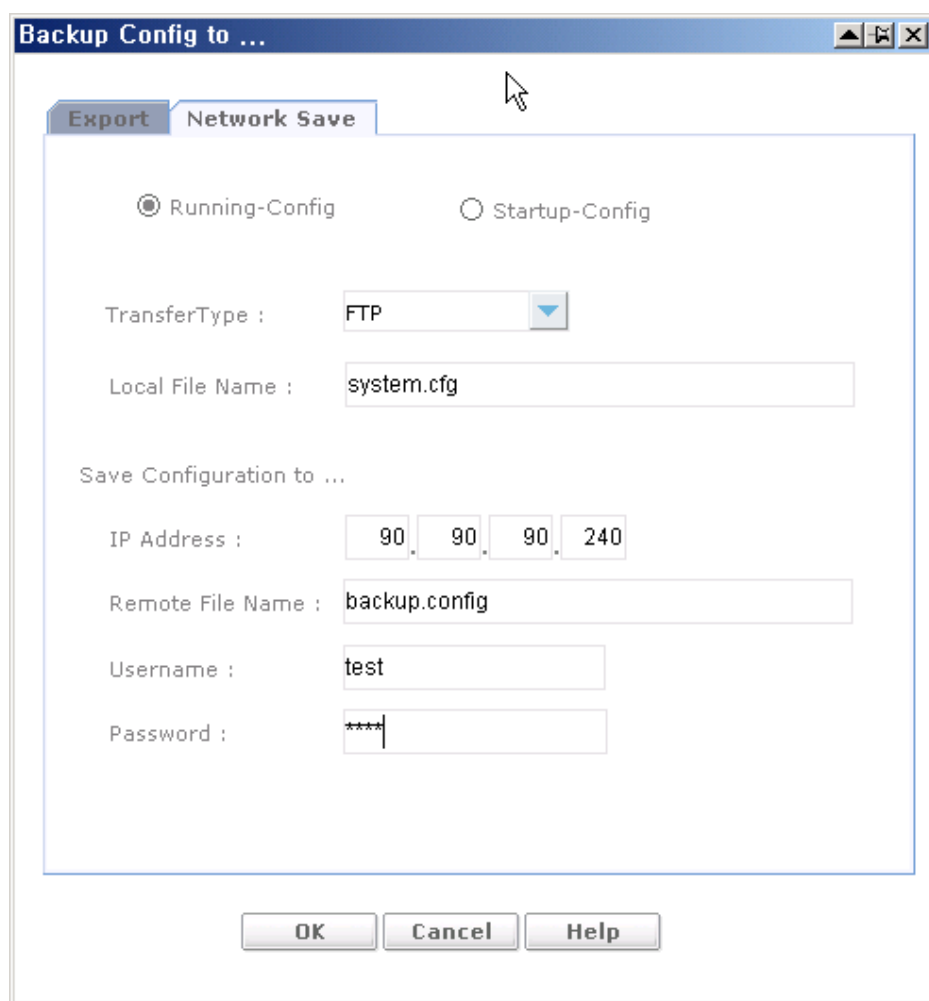 Backup Config to ...
Export Network Save
Running-Config Startup-Config
TransferType : FTP
Local File Name : system.cfg
Save Configuration to ...
IP Address : 90 . 90 . 90 . 240
Remote File Name : backup.config
Username : test
Password : ****
OK Cancel Help